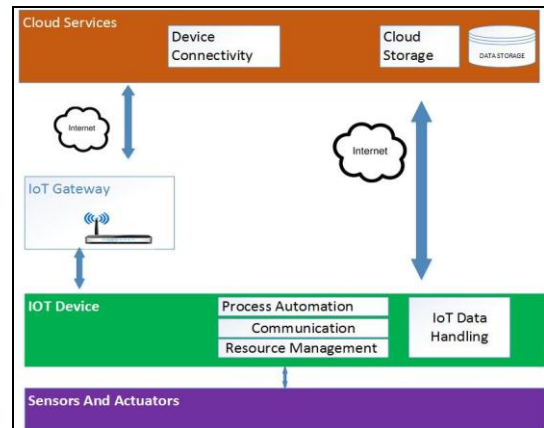 Cloud Services
Device
Connectivity
Cloud
Storage
DATA STORAGE
Internet
Internet
IoT Gateway
IOT Device
Process Automation
Communication
Resource Management
IoT Data
Handling
Sensors And Actuators